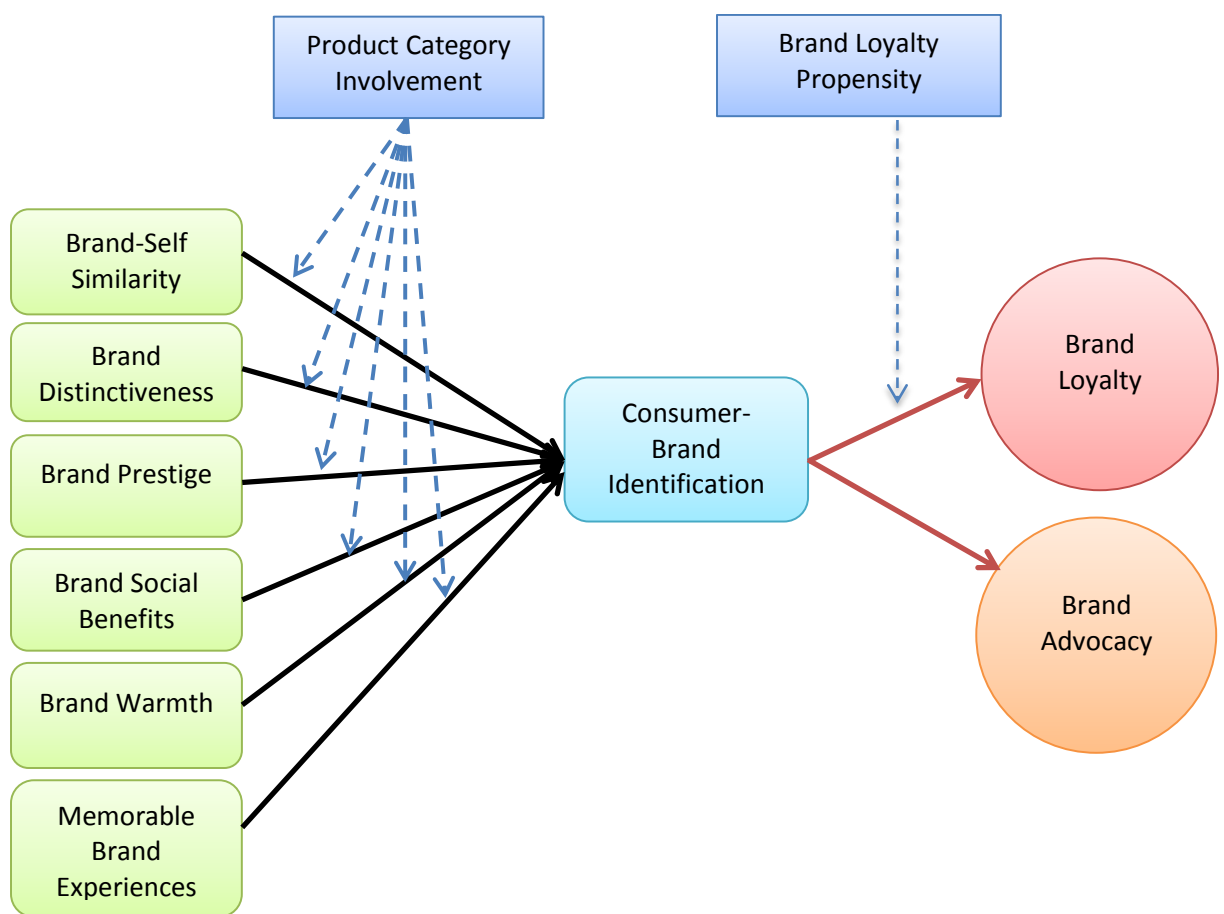 Product Category
Involvement
Brand Loyalty
Propensity
Brand-Self
Similarity
Brand
Distinctiveness
Brand Prestige
Brand Social
Benefits
Brand Warmth
Memorable
Brand
Experiences
Consumer-
Brand
Identification
Brand
Loyalty
Brand
Advocacy